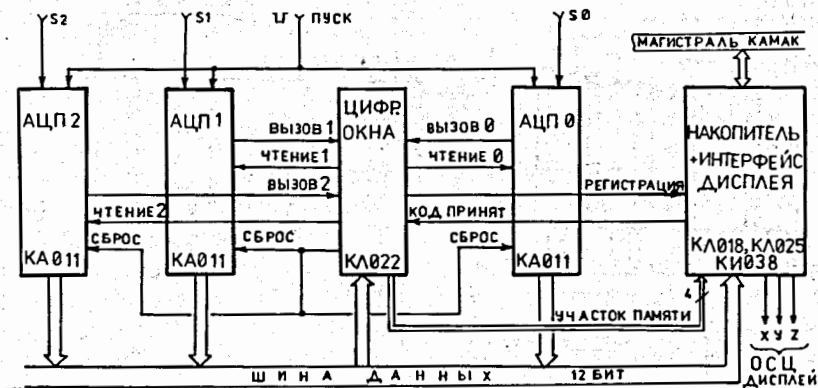 S2
S1
ПУСК
S0
МАГИСТРАЛЬ КАМАК
АЦП 2
АЦП 1
ЦИФР.
ОКНА
АЦП 0
НАКОПИТЕЛЬ
+ИНТЕРФЕЙС
ДИСПЛЕЯ
ВЫЗОВ 1
ВЫЗОВ 0
ЧТЕНИЕ 1
ЧТЕНИЕ 0
ВЫЗОВ 2
РЕГИСТРАЦИЯ
ЧТЕНИЕ 2
КОД ПРИНЯТ
СБРОС
СБРОС
СБРОС
КА011
КА011
КЛ022
КА011
КЛ018, КЛ025
КИ038
4
УЧАСТОК ПАМЯТИ
X У Z
ШИНА ДАННЫХ 12 БИТ
ОСЦ.
ДИСПЛЕЙ